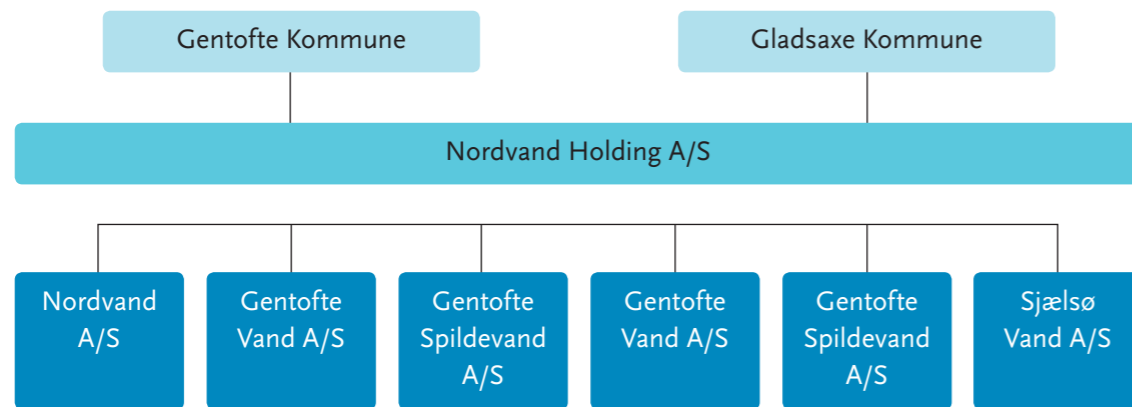 Gentofte Kommune
Gladsaxe Kommune
Nordvand Holding A/S
Nordvand
A/S
Gentofte
Vand A/S
Gentofte
Spildevand
A/S
Gentofte
Vand A/S
Gentofte
Spildevand
A/S
Sjælsø
Vand A/S